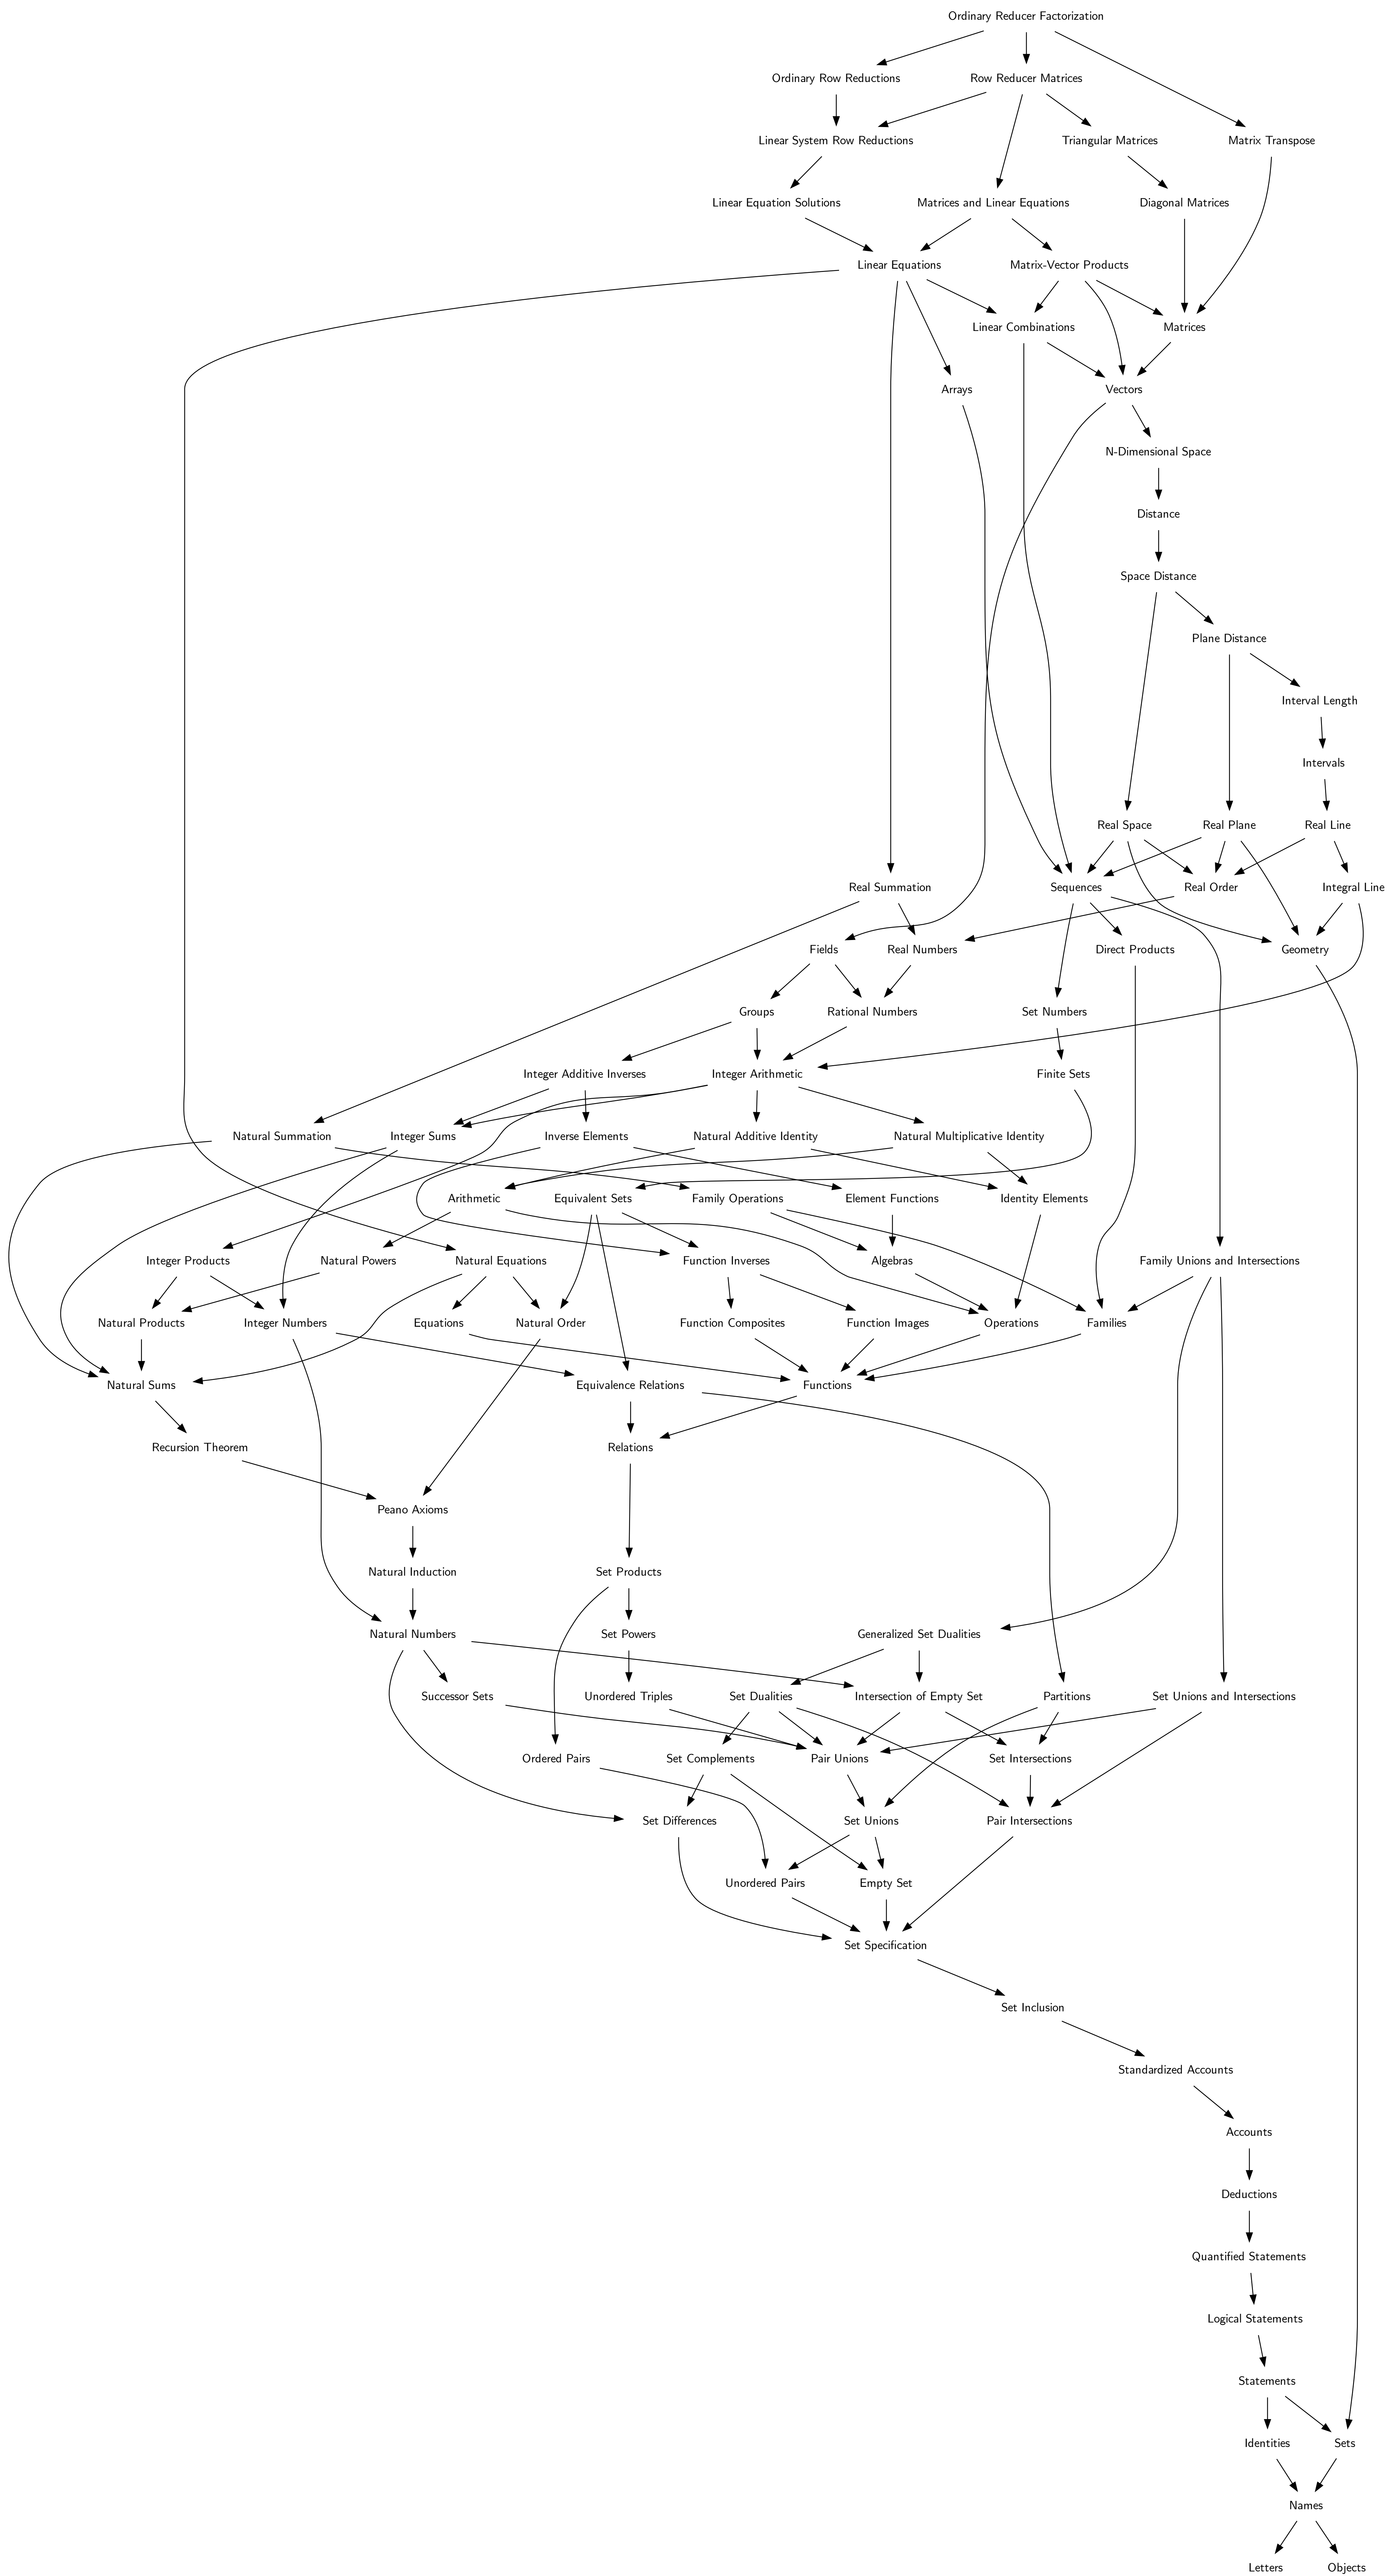 Ordinary Reducer Factorization
Ordinary Row Reductions
Row Reducer Matrices
Linear System Row Reductions
Triangular Matrices
Matrix Transpose
Linear Equation Solutions
Matrices and Linear Equations
Diagonal Matrices
Linear Equations
Matrix-Vector Products
Linear Combinations
Matrices
Arrays
Vectors
N-Dimensional Space
Distance
Space Distance
Plane Distance
Interval Length
Intervals
Real Space
Real Plane
Real Line
Real Summation
Sequences
Real Order
Integral Line
Fields
Real Numbers
Direct Products
Geometry
Groups
Rational Numbers
Set Numbers
Integer Additive Inverses
Integer Arithmetic
Finite Sets
Natural Summation
Integer Sums
Inverse Elements
Natural Additive Identity
Natural Multiplicative Identity
Arithmetic
Equivalent Sets
Family Operations
Element Functions
Identity Elements
Integer Products
Natural Powers
Natural Equations
Function Inverses
Algebras
Family Unions and Intersections
Natural Products
Integer Numbers
Equations
Natural Order
Function Composites
Function Images
Operations
Families
Natural Sums
Equivalence Relations
Functions
Recursion Theorem
Relations
Peano Axioms
Natural Induction
Set Products
Natural Numbers
Set Powers
Generalized Set Dualities
Successor Sets
Unordered Triples
Set Dualities
Intersection of Empty Set
Partitions
Set Unions and Intersections
Ordered Pairs
Set Complements
Pair Unions
Set Intersections
Set Differences
Set Unions
Pair Intersections
Unordered Pairs
Empty Set
Set Specification
Set Inclusion
Standardized Accounts
Accounts
Deductions
Quantified Statements
Logical Statements
Statements
Identities
Sets
Names
Letters
Objects